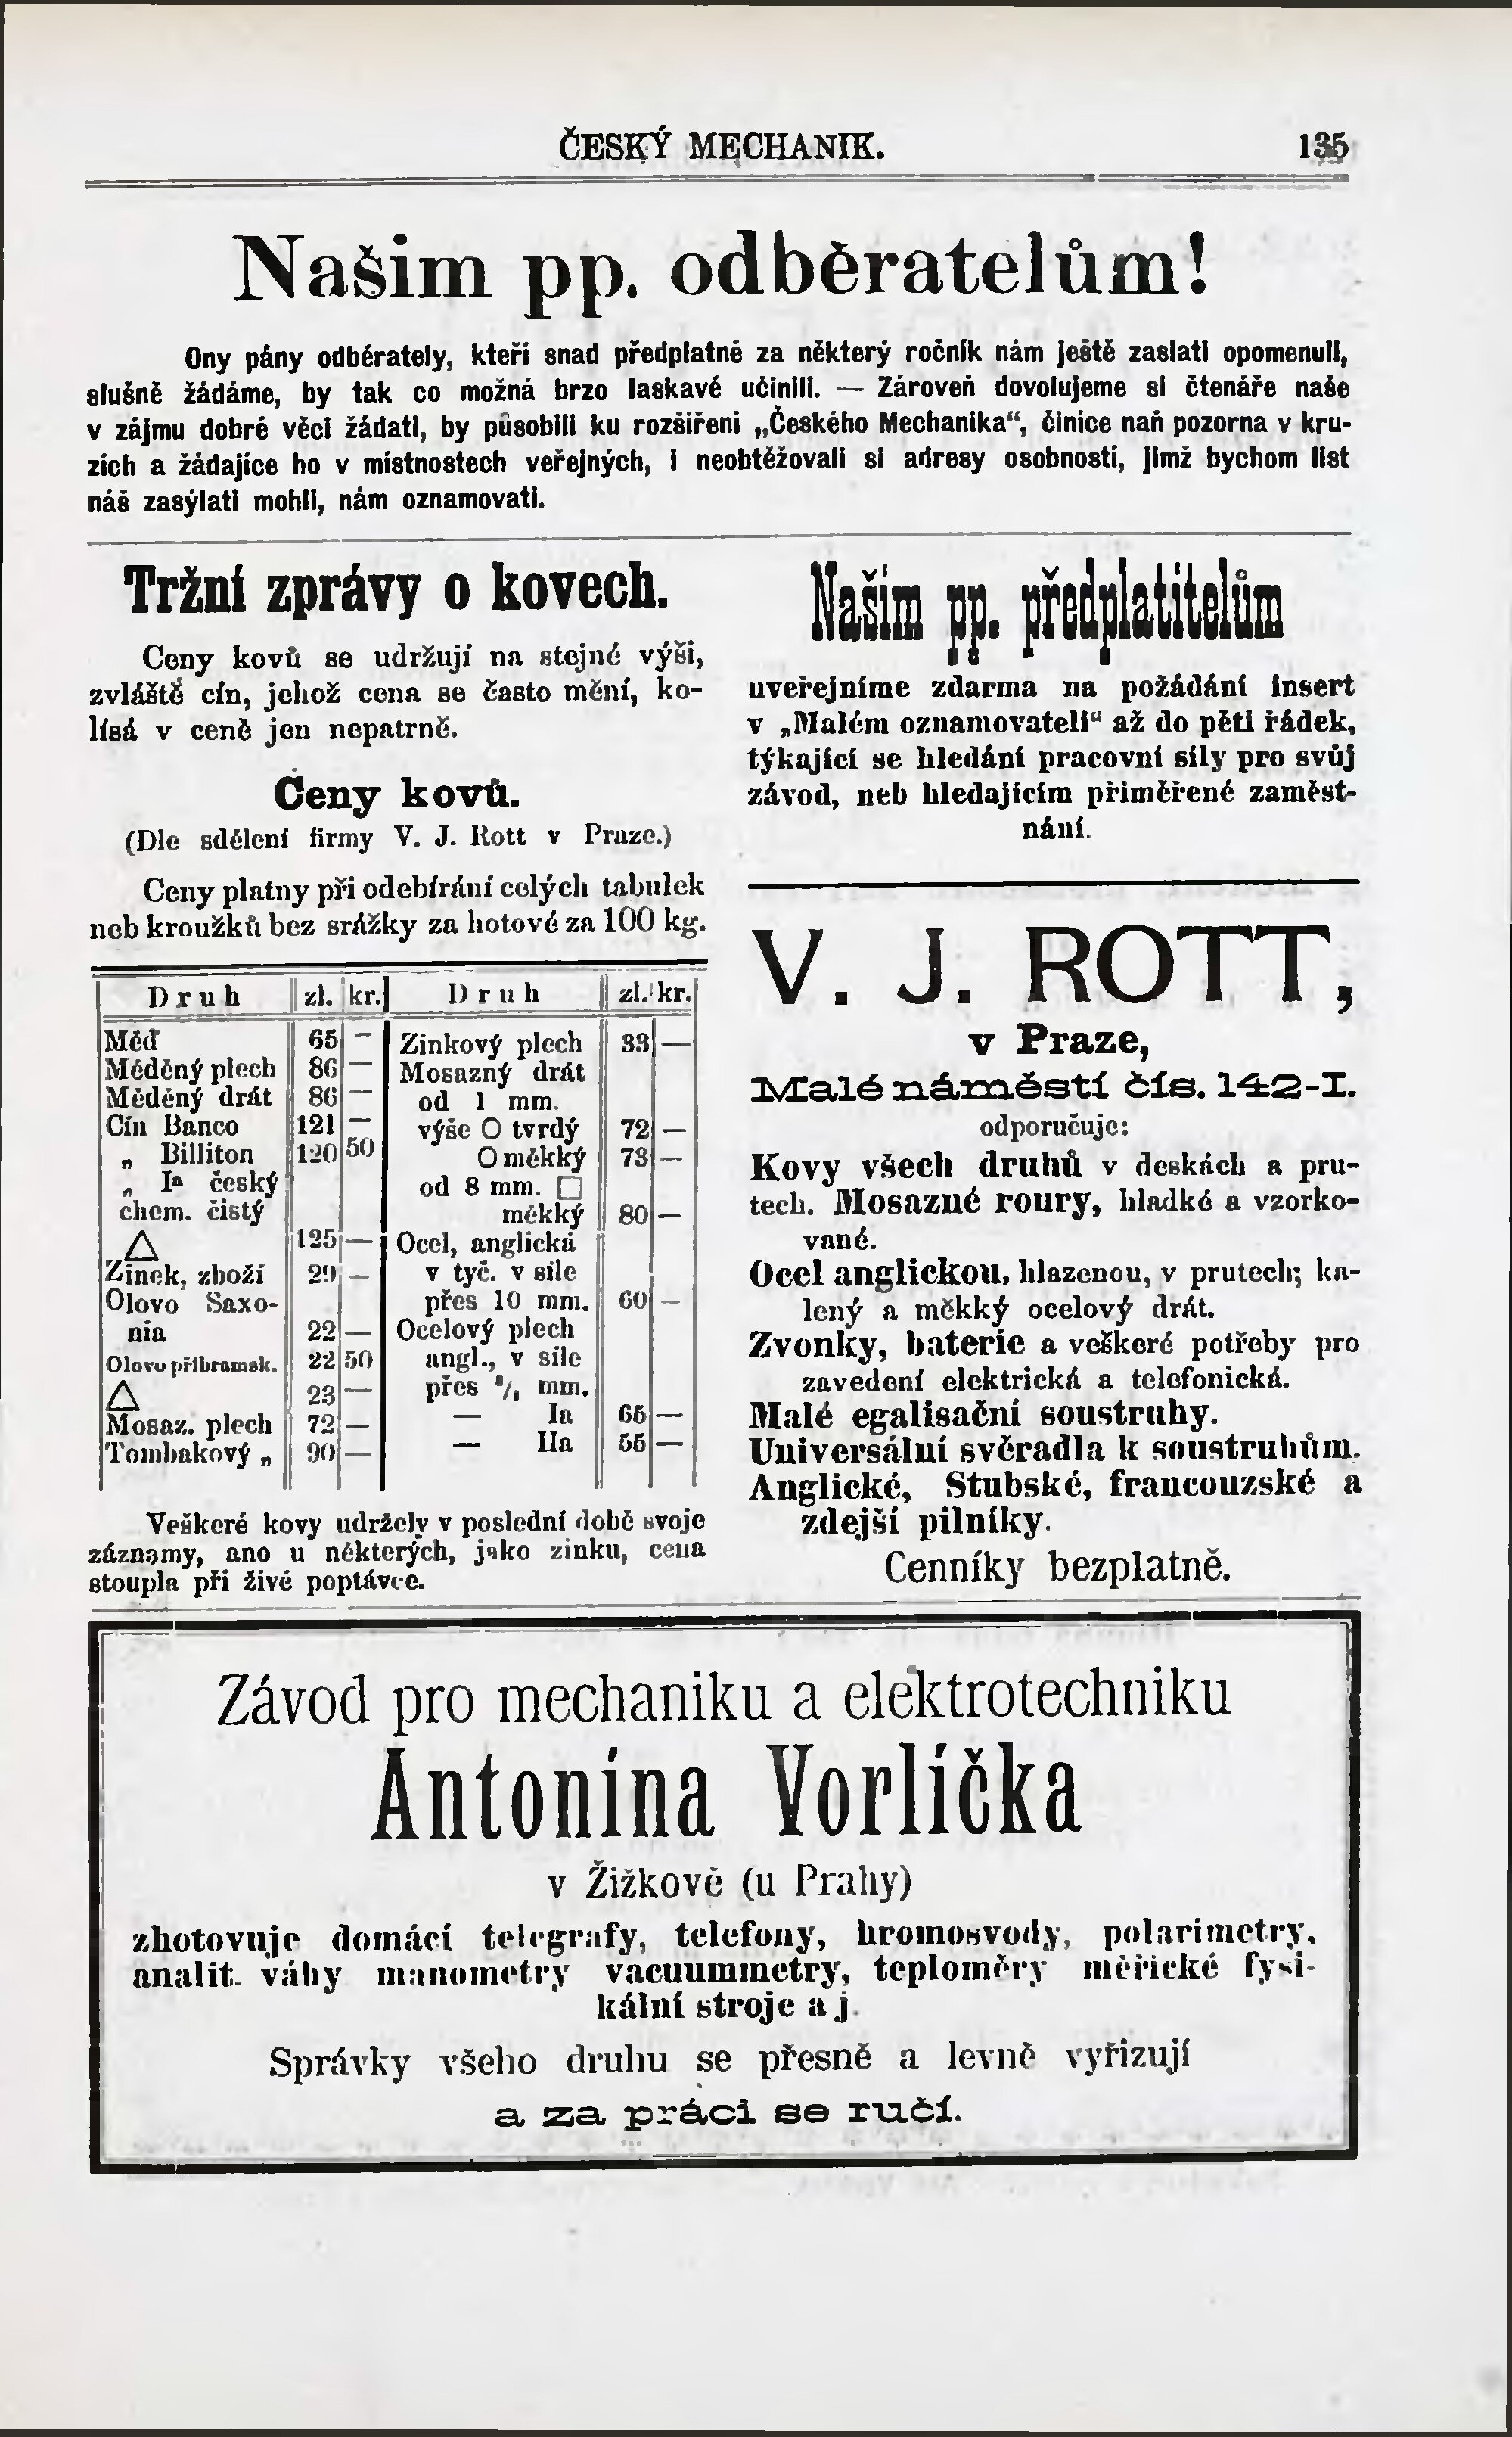 ČESKÝ MECHANIK. 135
Našim pp. odběratelům!
Ony pány odběrately, kteří snad předplatné za některý ročník nám ještě zaslati opomenuli,
slušně žádáme, by tak co možná brzo laskavě učinili. — Zároveň dovolujeme si čtenáře naše
v zájmu dobré věci žádati, by působili ku rozšíření „Českého Mechanika“, činíce naň pozorna v kru-
zích a žádajíce ho v místnostech veřejných, i neobtěžovali si adresy osobností, jimž bychom list
náš zasýlati mohli, nám oznamovati.
Tržní zprávy o kovech.
Ceny kovů se udržují na stejné výši,
zvláště cín, jehož cena se často mění, ko-
lísá v ceně jen nepatrně.
Ceny kovů.
(Dle sdělení firmy V. J. Rott v Praze.)
Ceny platny při odebírání celých tabulek
neb kroužků bez srážky za hotové za 100 kg.
Druh zl. kr.
Měď 65 —
Měděný plech 86 —
Měděný drát 86 —
Cín Banco 121 —
„ Billiton 120 50
„ Iª český
chem. čistý
△ 125 —
Zinek, zboží 29 —
Olovo Saxo-
nia 22 —
Olovo příbramsk. 22 50
△ 23 —
Mosaz. plech 72 —
Tombakový „ 90 —
Druh zl. kr.
Zinkový plech 33 —
Mosazný drát
od 1 mm.
výše O tvrdý 72 —
O měkký 73 —
od 8 mm. □
měkký 80 —
Ocel, anglická
v tyč. v síle
přes 10 mm. 60 —
Ocelový plech
angl., v síle
přes mm.
— Ia 65 —
— IIa 55 —
Veškeré kovy udržely v poslední době svoje
záznamy, ano u některých, jako zinku, cena
stoupla při živé poptávce.
Našim pp. předplatitelům
uveřejníme zdarma na požádání insert
v „Malém oznamovateli“ až do pěti řádek,
týkající se hledání pracovní síly pro svůj
závod, neb hledajícím přiměřené zaměst-
nání.
V. J. ROTT,
v Praze,
Malé náměstí čís. 142-I.
odporučuje:
Kovy všech druhů v deskách a pru-
tech. Mosazné roury, hladké a vzorko-
vané.
Ocel anglickou, hlazenou, v prutech; ka-
lený a měkký ocelový drát.
Zvonky, baterie a veškeré potřeby pro
zavedení elektrická a telefonická.
Malé egalisační soustruhy.
Universální svěradla k soustruhům.
Anglické, Stubské, francouzské a
zdejší pilníky.
Cenníky bezplatně.
Závod pro mechaniku a elektrotechniku
Antonína Vorlíčka
v Žižkově (u Prahy)
zhotovuje domácí telegrafy, telefony, hromosvody, polarimetry,
analit. váhy manometry vacuummetry, teploměry měřické fysi-
kální stroje a j.
Správky všeho druhu se přesně a levně vyřizují
a za práci se ručí.